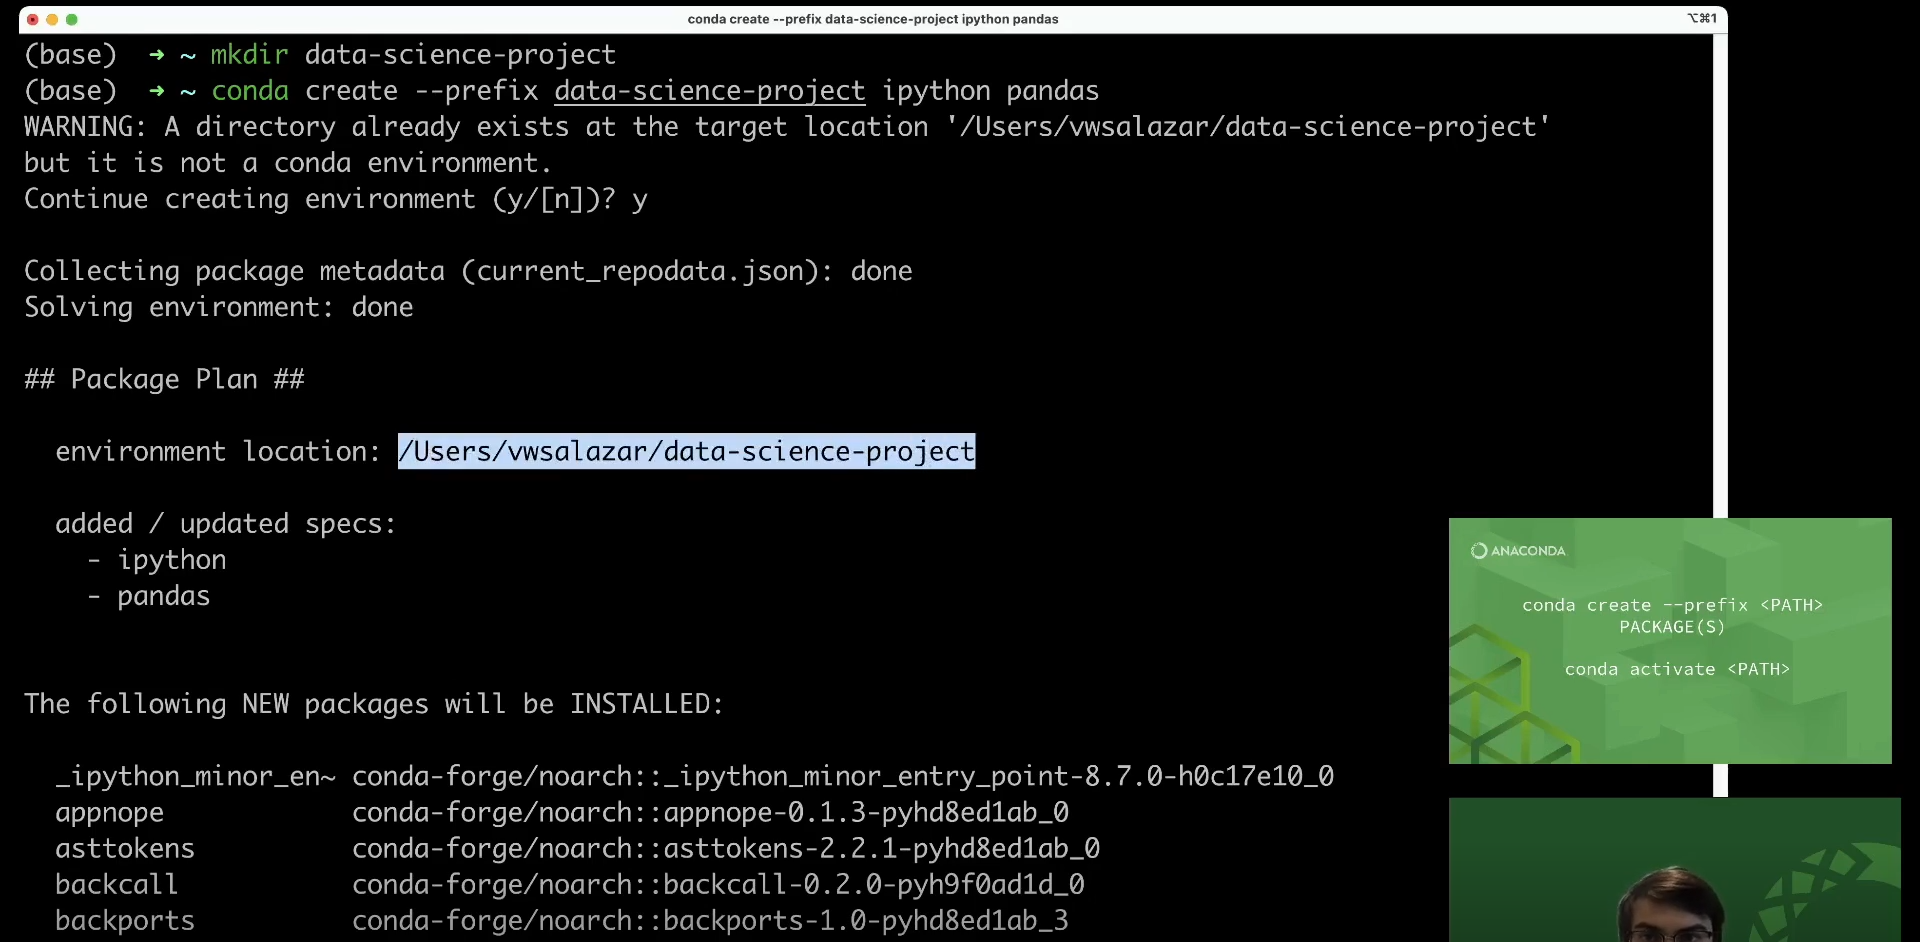 conda create --prefix data-science-project ipython pandas
⌥⌘1
(base) ➜ ~ mkdir data-science-project
(base) ➜ ~ conda create --prefix data-science-project ipython pandas
WARNING: A directory already exists at the target location '/Users/vwsalazar/data-science-project'
but it is not a conda environment.
Continue creating environment (y/[n])? y
Collecting package metadata (current_repodata.json): done
Solving environment: done
## Package Plan ##
environment location: /Users/vwsalazar/data-science-project
added / updated specs:
- ipython
- pandas
The following NEW packages will be INSTALLED:
_ipython_minor_en~ conda-forge/noarch::_ipython_minor_entry_point-8.7.0-h0c17e10_0
appnope conda-forge/noarch::appnope-0.1.3-pyhd8ed1ab_0
asttokens conda-forge/noarch::asttokens-2.2.1-pyhd8ed1ab_0
backcall conda-forge/noarch::backcall-0.2.0-pyh9f0ad1d_0
backports conda-forge/noarch::backports-1.0-pyhd8ed1ab_3
ANACONDA
conda create --prefix <PATH>
PACKAGE(S)
conda activate <PATH>